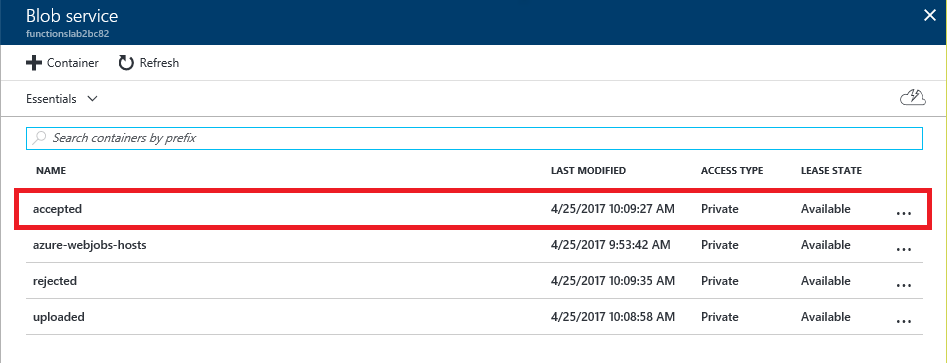 Blob service
functionslab2bc82
Container Refresh
Essentials
Search containers by prefix
NAME LAST MODIFIED ACCESS TYPE LEASE STATE
accepted 4/25/2017 10:09:27 AM Private Available ...
azure-webjobs-hosts 4/25/2017 9:53:42 AM Private Available ...
rejected 4/25/2017 10:09:35 AM Private Available ...
uploaded 4/25/2017 10:08:58 AM Private Available ...